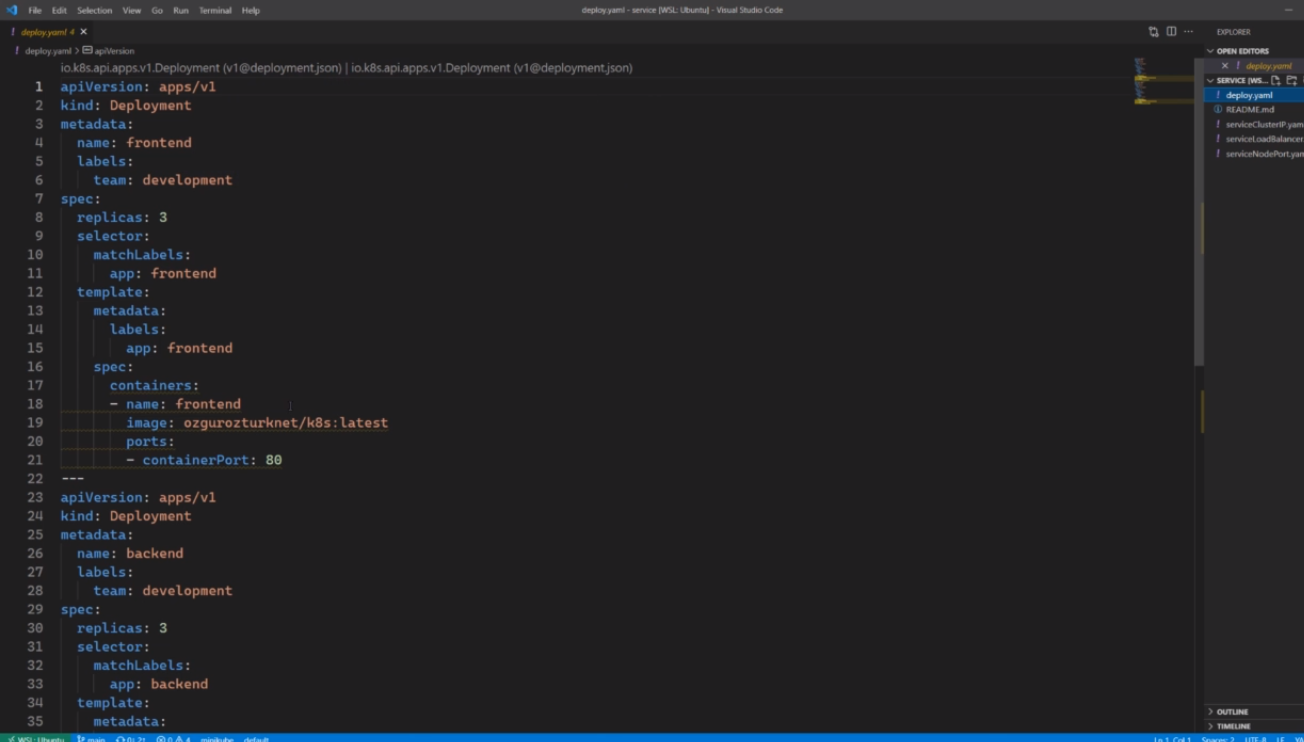 File Edit Selection View Go Run Terminal Help
deploy.yaml - service [WSL: Ubuntu] - Visual Studio Code
! deploy.yaml 4 ×
! deploy.yaml > apiVersion
io.k8s.api.apps.v1.Deployment (v1@deployment.json) | io.k8s.api.apps.v1.Deployment (v1@deployment.json)
1 apiVersion: apps/v1
2 kind: Deployment
3 metadata:
4 name: frontend
5 labels:
6 team: development
7 spec:
8 replicas: 3
9 selector:
10 matchLabels:
11 app: frontend
12 template:
13 metadata:
14 labels:
15 app: frontend
16 spec:
17 containers:
18 - name: frontend
19 image: ozgurozturknet/k8s:latest
20 ports:
21 - containerPort: 80
22 ---
23 apiVersion: apps/v1
24 kind: Deployment
25 metadata:
26 name: backend
27 labels:
28 team: development
29 spec:
30 replicas: 3
31 selector:
32 matchLabels:
33 app: backend
34 template:
35 metadata:
EXPLORER
OPEN EDITORS
× ! deploy.yaml
SERVICE [WS...
! deploy.yaml
README.md
! serviceClusterIP.yam
! serviceLoadBalancer.
! serviceNodePort.yam
OUTLINE
TIMELINE
WSL: Ubuntu main 0 4 minikube default
Ln 1, Col 1 Spaces: 2 UTF-8 LF